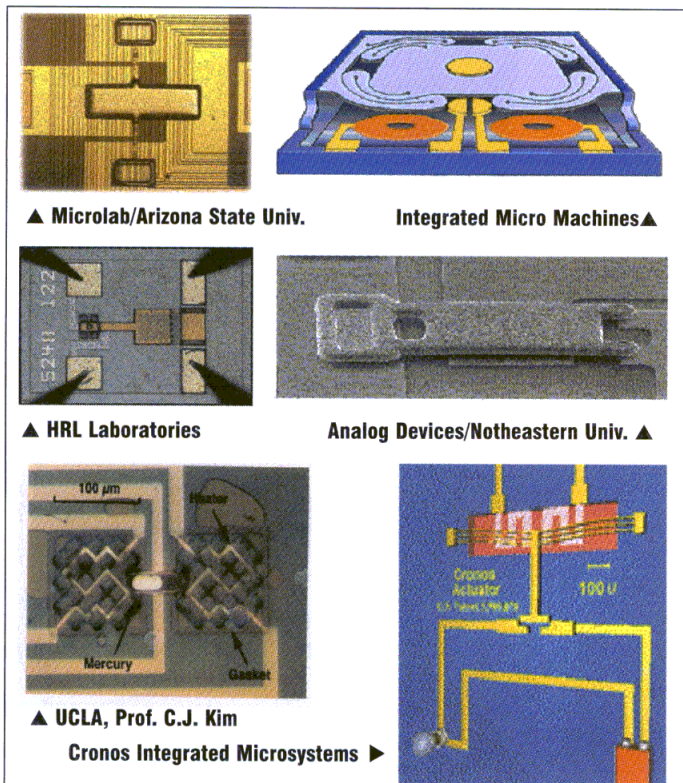 ▲ Microlab/Arizona State Univ.
Integrated Micro Machines▲
5240 122
▲ HRL Laboratories
Analog Devices/Notheastern Univ. ▲
100 µm
Heater
Mercury
Gasket
Cronos
Actuator
100 U
▲ UCLA, Prof. C.J. Kim
Cronos Integrated Microsystems ▶